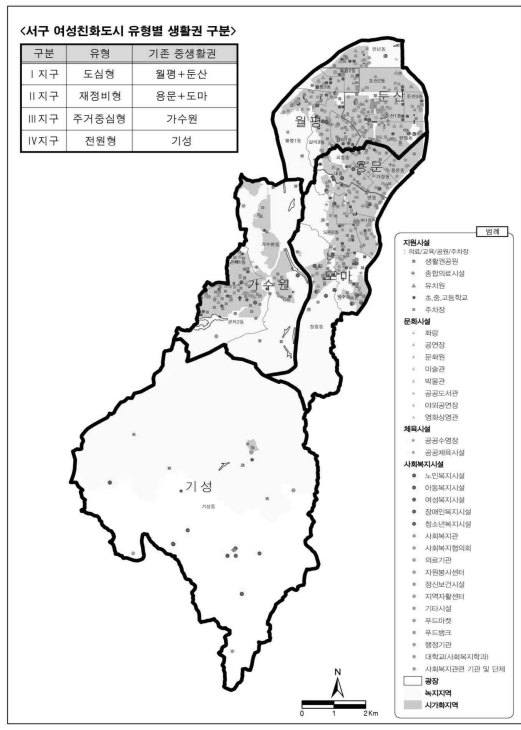 <서구 여성친화도시 유형별 생활권 구분>
구분 유형 기존 중생활권
Ⅰ지구 도심형 월평+둔산
Ⅱ지구 재정비형 용문+도마
Ⅲ지구 주거중심형 가수원
Ⅳ지구 전원형 기성
둔산
월평
용문
도마
가수원
기성
기성동
범례
지원시설
: 의료/교육/공원/주차장
생활권공원
종합의료시설
유치원
초,중,고등학교
주차장
문화시설
화랑
공연장
문화원
미술관
박물관
공공도서관
야외공연장
영화상영관
체육시설
공공수영장
공공체육시설
사회복지시설
노인복지시설
아동복지시설
여성복지시설
장애인복지시설
청소년복지시설
사회복지관
사회복지협의회
의료기관
자원봉사센터
정신보건시설
지역자활센터
기타시설
푸드마켓
푸드뱅크
행정기관
대학교(사회복지학과)
사회복지관련 기관 및 단체
광장
녹지지역
시가화지역
N
0 1 2 Km